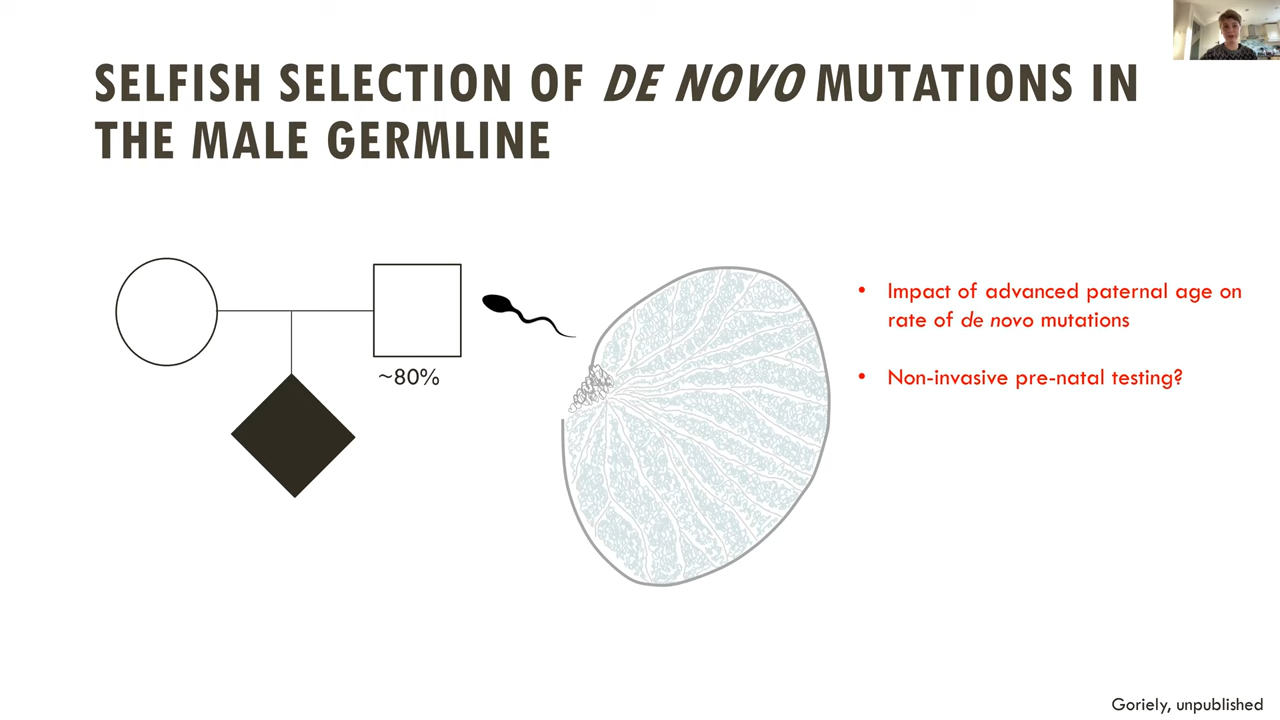 SELFISH SELECTION OF DE NOVO MUTATIONS IN
THE MALE GERMLINE
~80%
• Impact of advanced paternal age on
rate of de novo mutations
• Non-invasive pre-natal testing?
Goriely, unpublished